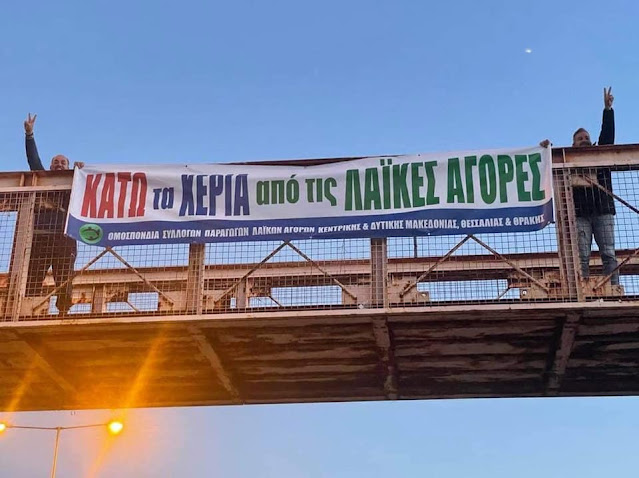 ΚΑΤΩ τα ΧΕΡΙΑ από τις ΛΑΪΚΕΣ ΑΓΟΡΕΣ
ΟΜΟΣΠΟΝΔΙΑ ΣΥΛΛΟΓΩΝ ΠΑΡΑΓΩΓΩΝ ΛΑΪΚΩΝ ΑΓΟΡΩΝ ΚΕΝΤΡΙΚΗΣ & ΔΥΤΙΚΗΣ ΜΑΚΕΔΟΝΙΑΣ, ΘΕΣΣΑΛΙΑΣ & ΘΡΑΚΗΣ